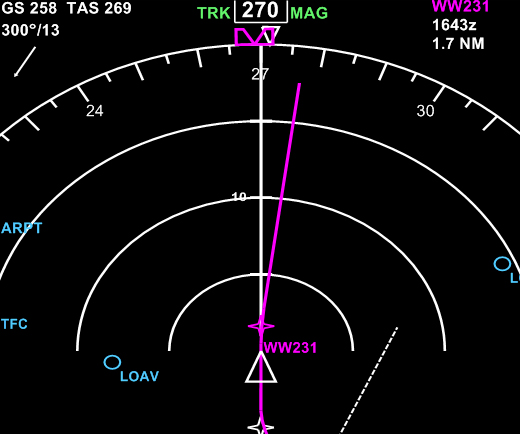 GS 258 TAS 269
300°/13
TRK 270 MAG
WW231
1643z
1.7 NM
24
27
30
10
ARPT
TFC
WW231
LOAV